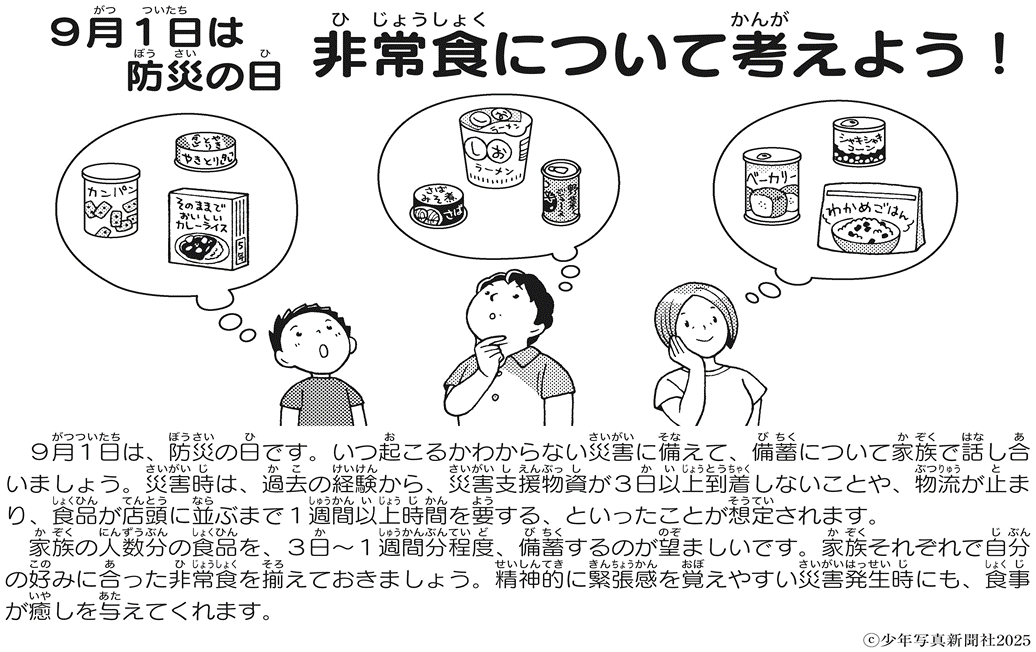 ９月１日は
防災の日
非常食について考えよう！
カンパン
やきとり
やきとり
そのままで
おいしい
カレーライス
５年
ラーメン
しお
ラーメン
さば
みそ煮
さば
シャキシャキ
コーン
ベーカリー
わかめごはん
９月１日は、防災の日です。いつ起こるかわからない災害に備えて、備蓄について家族で話し合
いましょう。災害時は、過去の経験から、災害支援物資が３日以上到着しないことや、物流が止ま
り、食品が店頭に並ぶまで１週間以上時間を要する、といったことが想定されます。
家族の人数分の食品を、３日～１週間分程度、備蓄するのが望ましいです。家族それぞれで自分
の好みに合った非常食を揃えておきましょう。精神的に緊張感を覚えやすい災害発生時にも、食事
が癒しを与えてくれます。
©少年写真新聞社2025